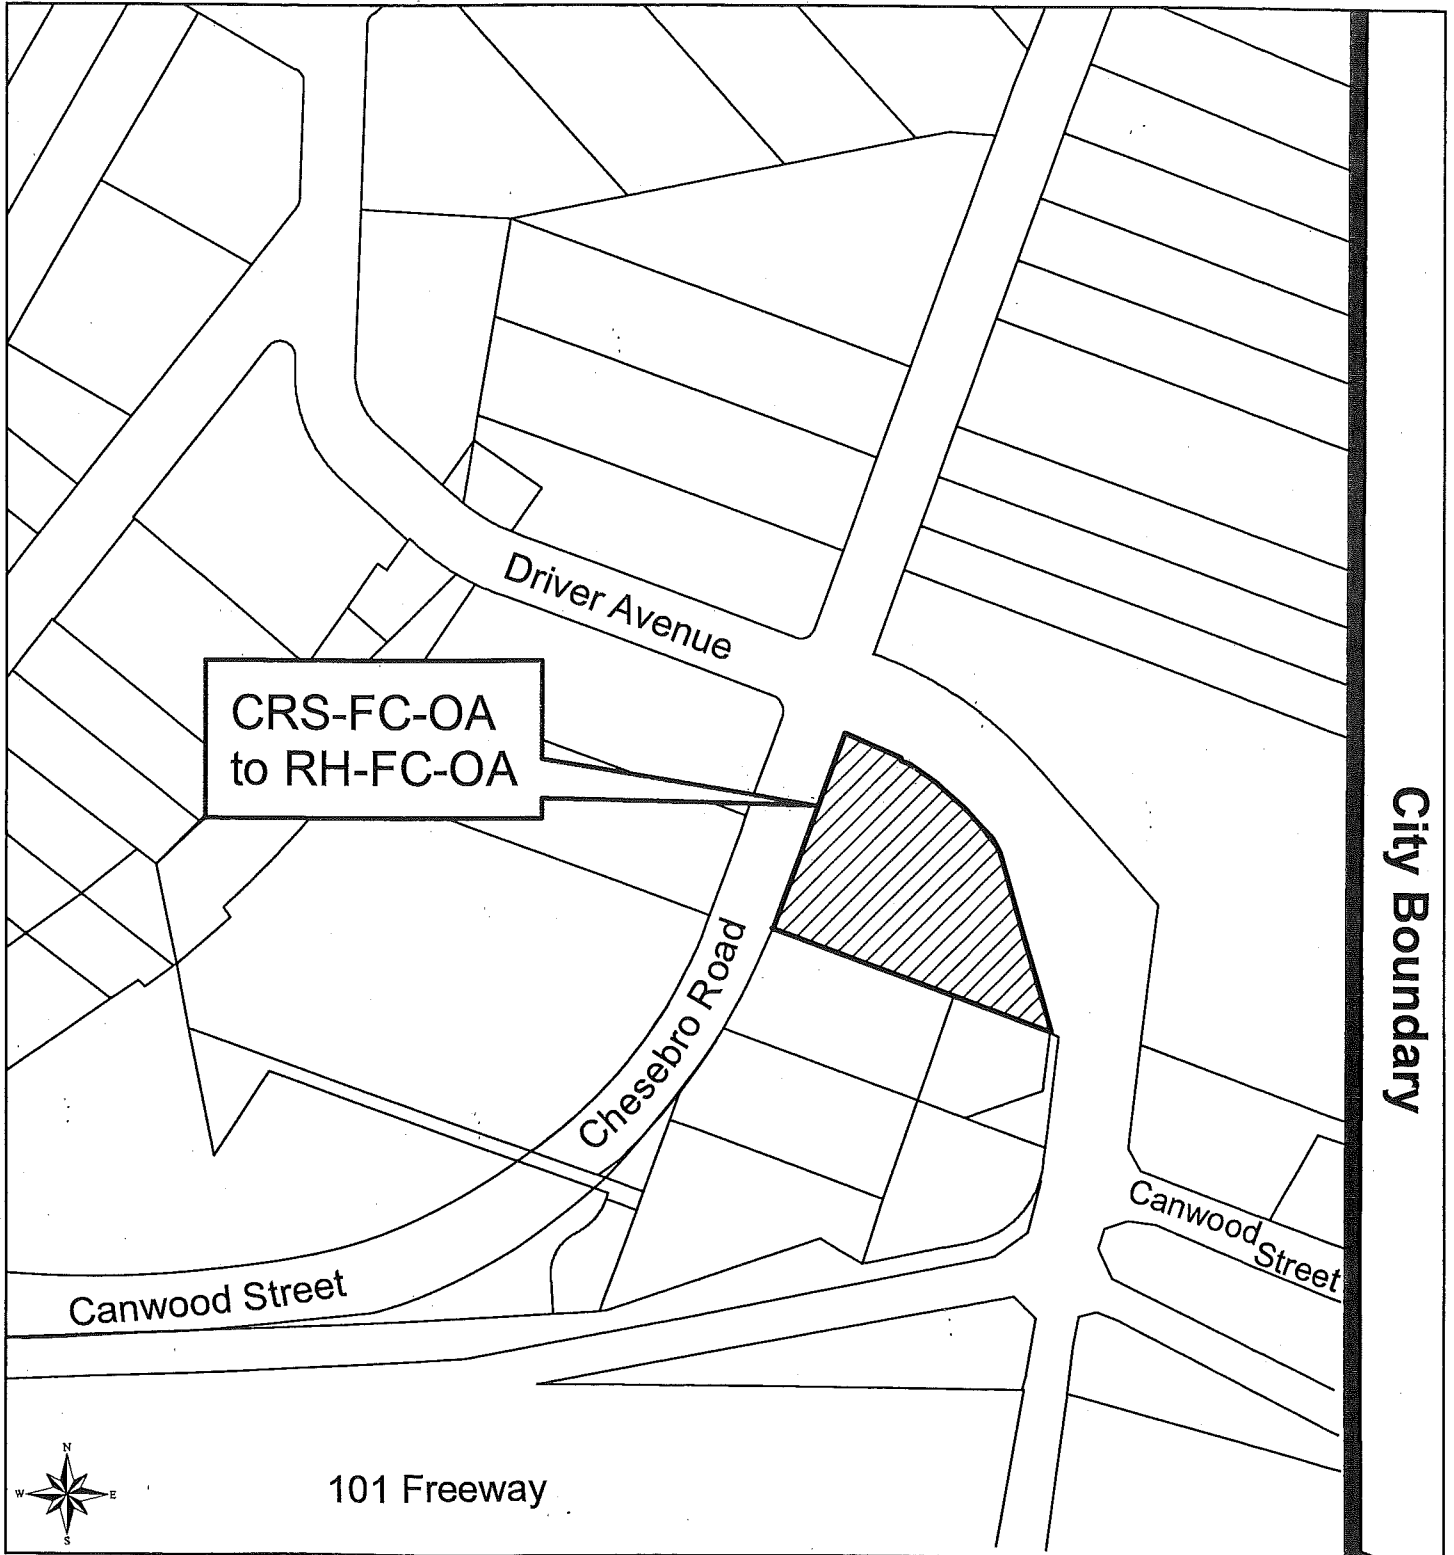 Driver Avenue
CRS-FC-OA
to RH-FC-OA
City Boundary
Chesebro Road
Canwood
Street
Canwood Street
N
W E
S
101 Freeway